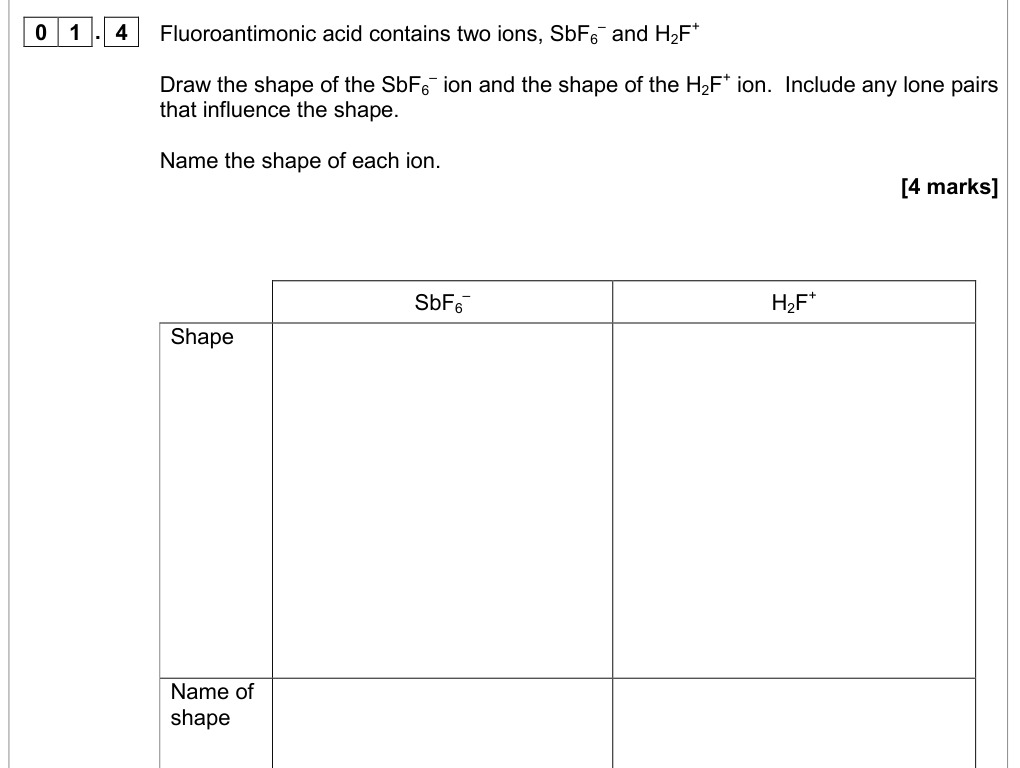 0 1 . 4 Fluoroantimonic acid contains two ions, SbF₆⁻ and H₂F⁺
Draw the shape of the SbF₆⁻ ion and the shape of the H₂F⁺ ion. Include any lone pairs
that influence the shape.
Name the shape of each ion.
[4 marks]
SbF₆⁻ H₂F⁺
Shape
Name of
shape